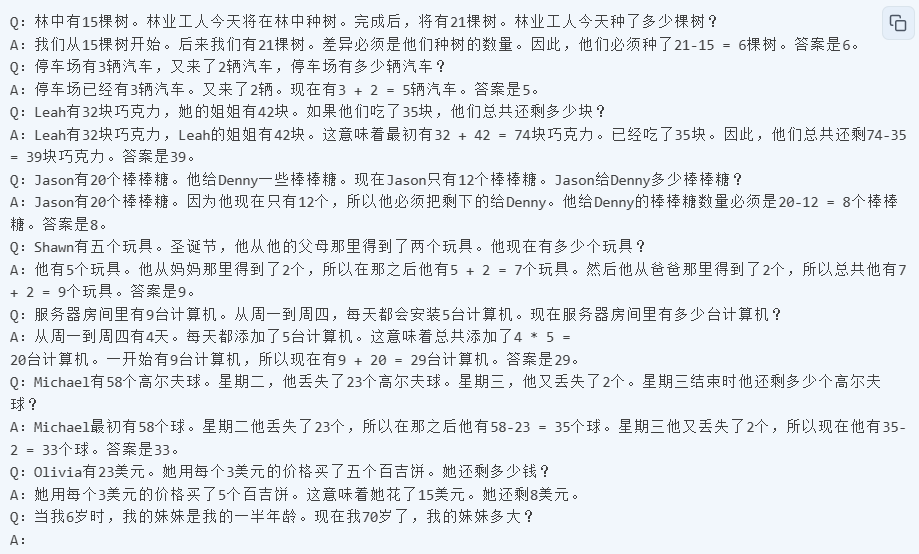 Q: 林中有15棵树。林业工人今天将在林中种树。完成后，将有21棵树。林业工人今天种了多少棵树？
A: 我们从15棵树开始。后来我们有21棵树。差异必须是他们种树的数量。因此，他们必须种了21-15 = 6棵树。答案是6。
Q: 停车场有3辆汽车，又来了2辆汽车，停车场有多少辆汽车？
A: 停车场已经有3辆汽车。又来了2辆。现在有3 + 2 = 5辆汽车。答案是5。
Q: Leah有32块巧克力，她的姐姐有42块。如果他们吃了35块，他们总共还剩多少块？
A: Leah有32块巧克力，Leah的姐姐有42块。这意味着最初有32 + 42 = 74块巧克力。已经吃了35块。因此，他们总共还剩74-35
= 39块巧克力。答案是39。
Q: Jason有20个棒棒糖。他给Denny一些棒棒糖。现在Jason只有12个棒棒糖。Jason给Denny多少棒棒糖？
A: Jason有20个棒棒糖。因为他现在只有12个，所以他必须把剩下的给Denny。他给Denny的棒棒糖数量必须是20-12 = 8个棒棒
糖。答案是8。
Q: Shawn有五个玩具。圣诞节，他从他的父母那里得到了两个玩具。他现在有多少个玩具？
A: 他有5个玩具。他从妈妈那里得到了2个，所以在那之后他有5 + 2 = 7个玩具。然后他从爸爸那里得到了2个，所以总共他有7
+ 2 = 9个玩具。答案是9。
Q: 服务器房间里有9台计算机。从周一到周四，每天都会安装5台计算机。现在服务器房间里有多少台计算机？
A: 从周一到周四有4天。每天都添加了5台计算机。这意味着总共添加了4 * 5 =
20台计算机。一开始有9台计算机，所以现在有9 + 20 = 29台计算机。答案是29。
Q: Michael有58个高尔夫球。星期二，他丢失了23个高尔夫球。星期三，他又丢失了2个。星期三结束时他还剩多少个高尔夫
球？
A: Michael最初有58个球。星期二他丢失了23个，所以在那之后他有58-23 = 35个球。星期三他又丢失了2个，所以现在他有35-
2 = 33个球。答案是33。
Q: Olivia有23美元。她用每个3美元的价格买了五个百吉饼。她还剩多少钱？
A: 她用每个3美元的价格买了5个百吉饼。这意味着她花了15美元。她还剩8美元。
Q: 当我6岁时，我的妹妹是我的一半年龄。现在我70岁了，我的妹妹多大？
A: